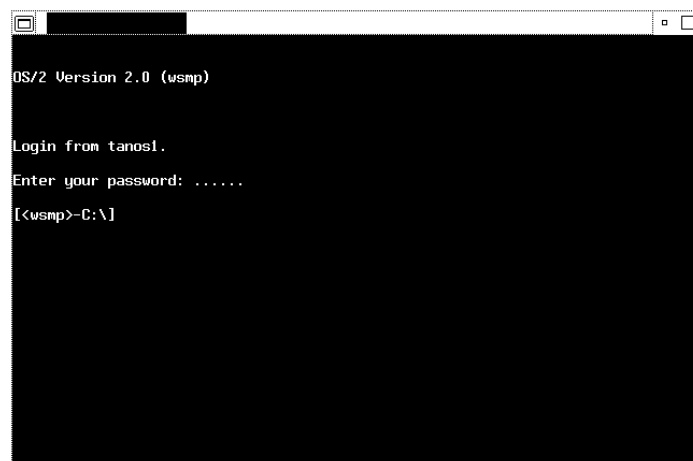 OS/2 Version 2.0 (wsmp)
Login from tanos1.
Enter your password: ......
[<wsmp>-C:\]